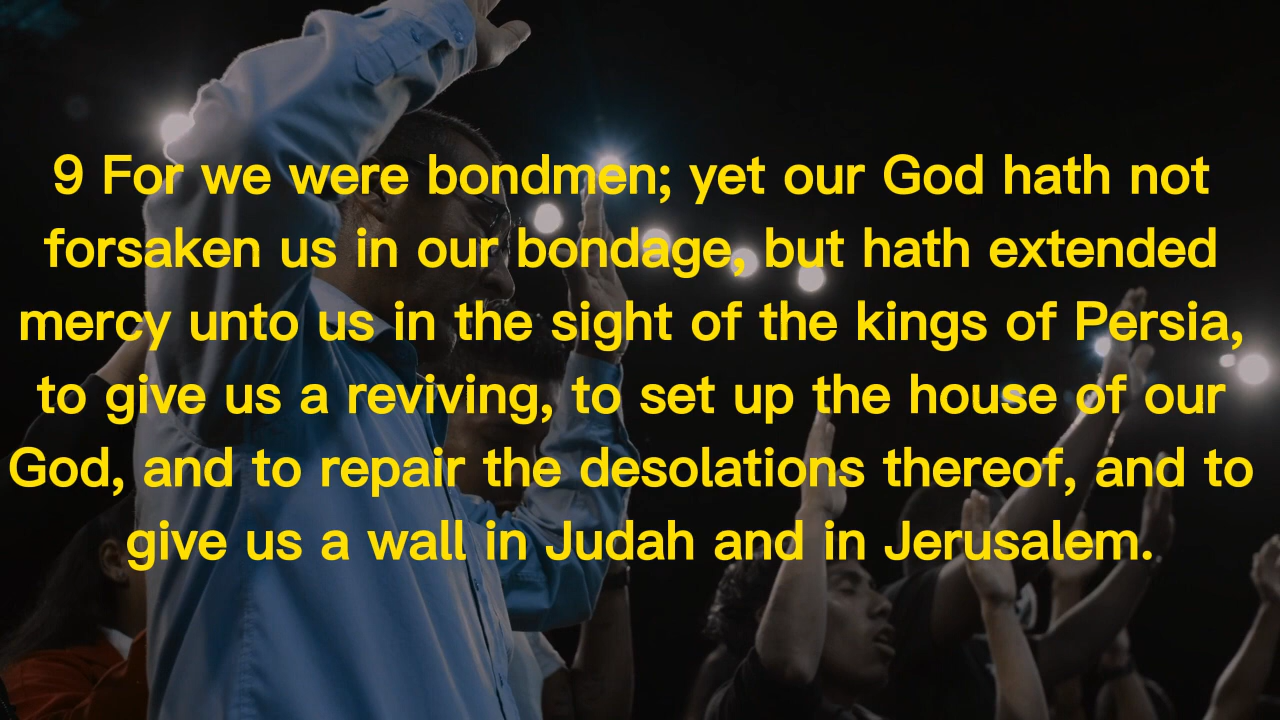 9 For we were bondmen; yet our God hath not
forsaken us in our bondage, but hath extended
mercy unto us in the sight of the kings of Persia,
to give us a reviving, to set up the house of our
God, and to repair the desolations thereof, and to
give us a wall in Judah and in Jerusalem.